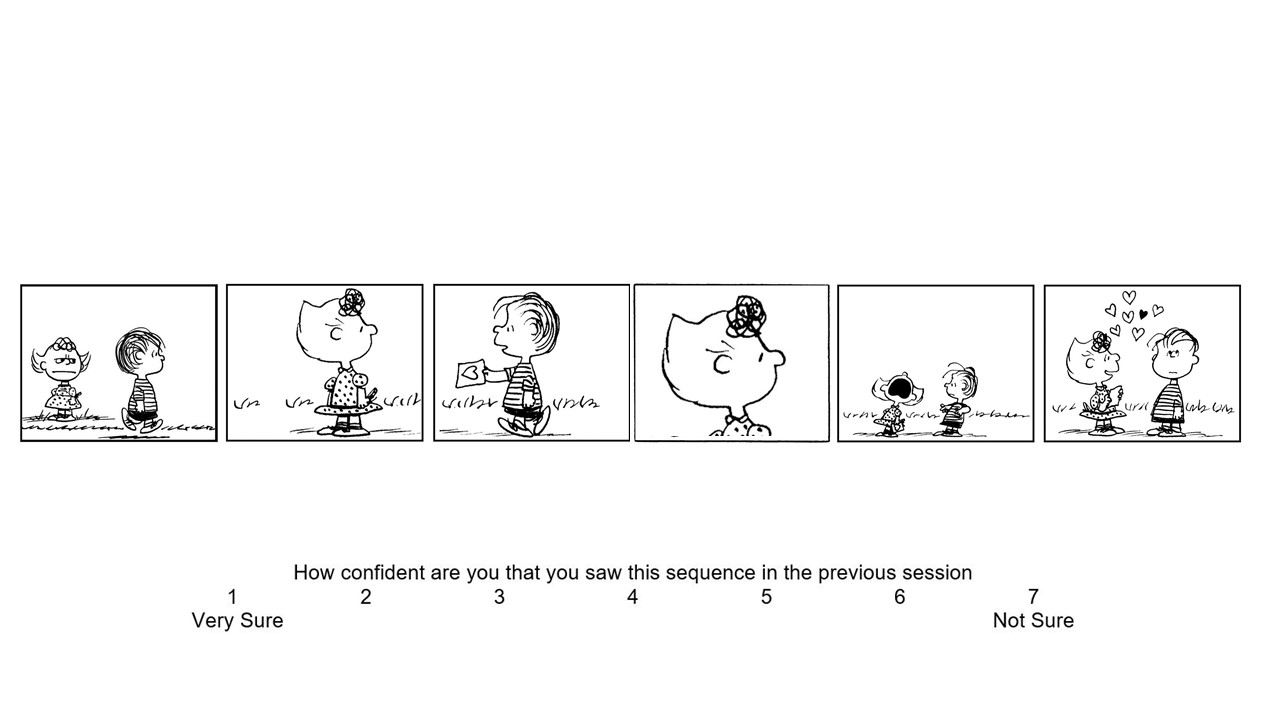 How confident are you that you saw this sequence in the previous session
1 2 3 4 5 6 7
Very Sure Not Sure